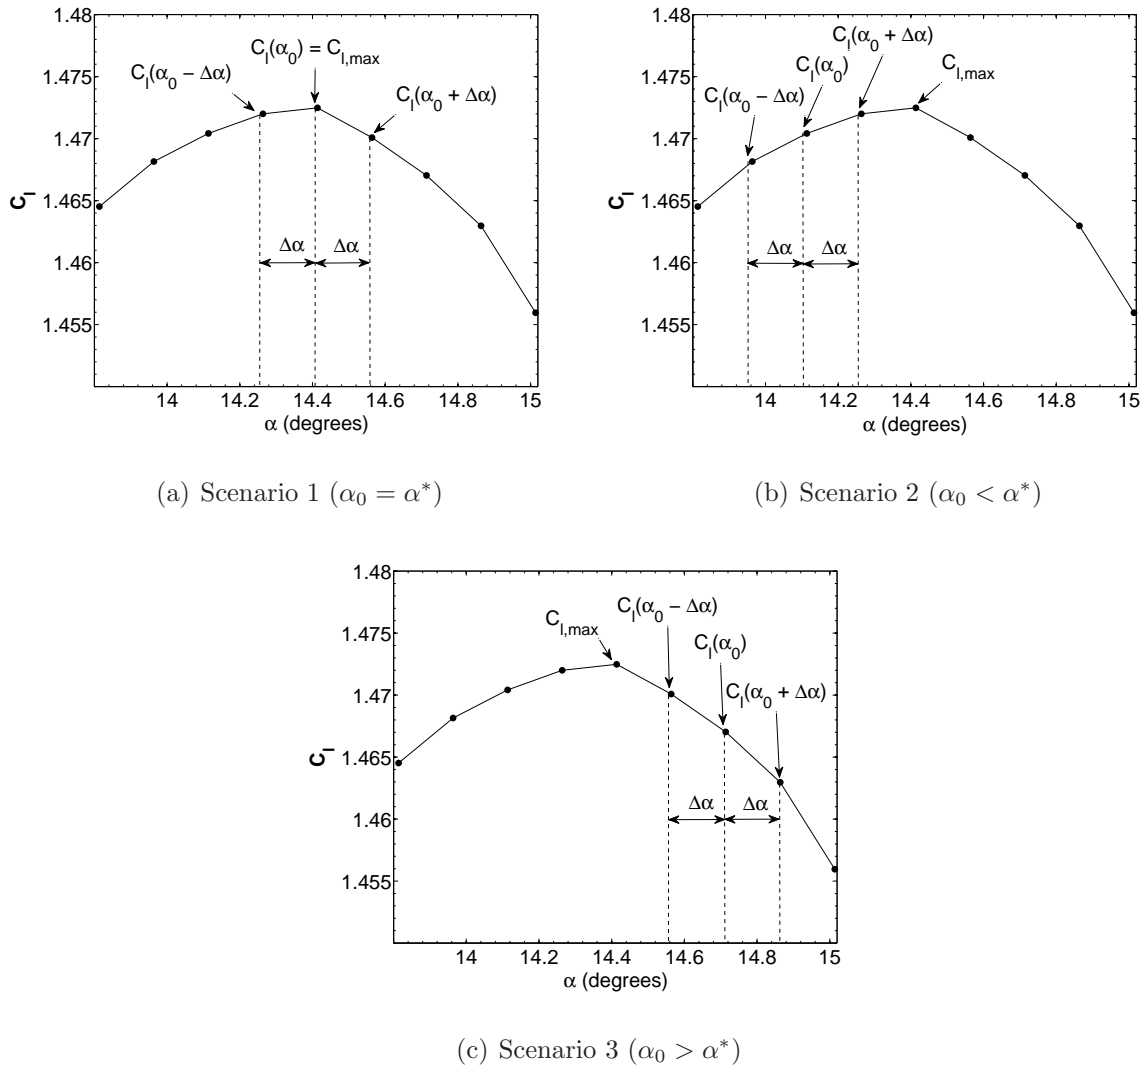 1.48
1.475
1.47
1.465
1.46
1.455
C_l
C_l(α_0) = C_{l,max}
C_l(α_0 − Δα)
C_l(α_0 + Δα)
Δα Δα
14 14.2 14.4 14.6 14.8 15
α (degrees)
(a) Scenario 1 (α_0 = α*)
1.48
1.475
1.47
1.465
1.46
1.455
C_l
C_l(α_0 + Δα)
C_l(α_0)
C_{l,max}
C_l(α_0 − Δα)
Δα Δα
14 14.2 14.4 14.6 14.8 15
α (degrees)
(b) Scenario 2 (α_0 < α*)
1.48
1.475
1.47
1.465
1.46
1.455
C_l
C_l(α_0 − Δα)
C_{l,max}
C_l(α_0)
C_l(α_0 + Δα)
Δα Δα
14 14.2 14.4 14.6 14.8 15
α (degrees)
(c) Scenario 3 (α_0 > α*)